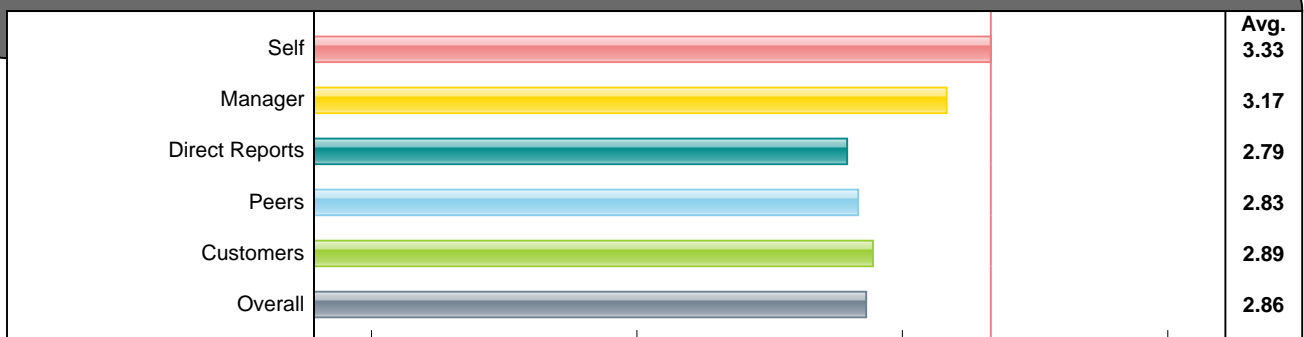 Avg.
Self 3.33
Manager 3.17
Direct Reports 2.79
Peers 2.83
Customers 2.89
Overall 2.86